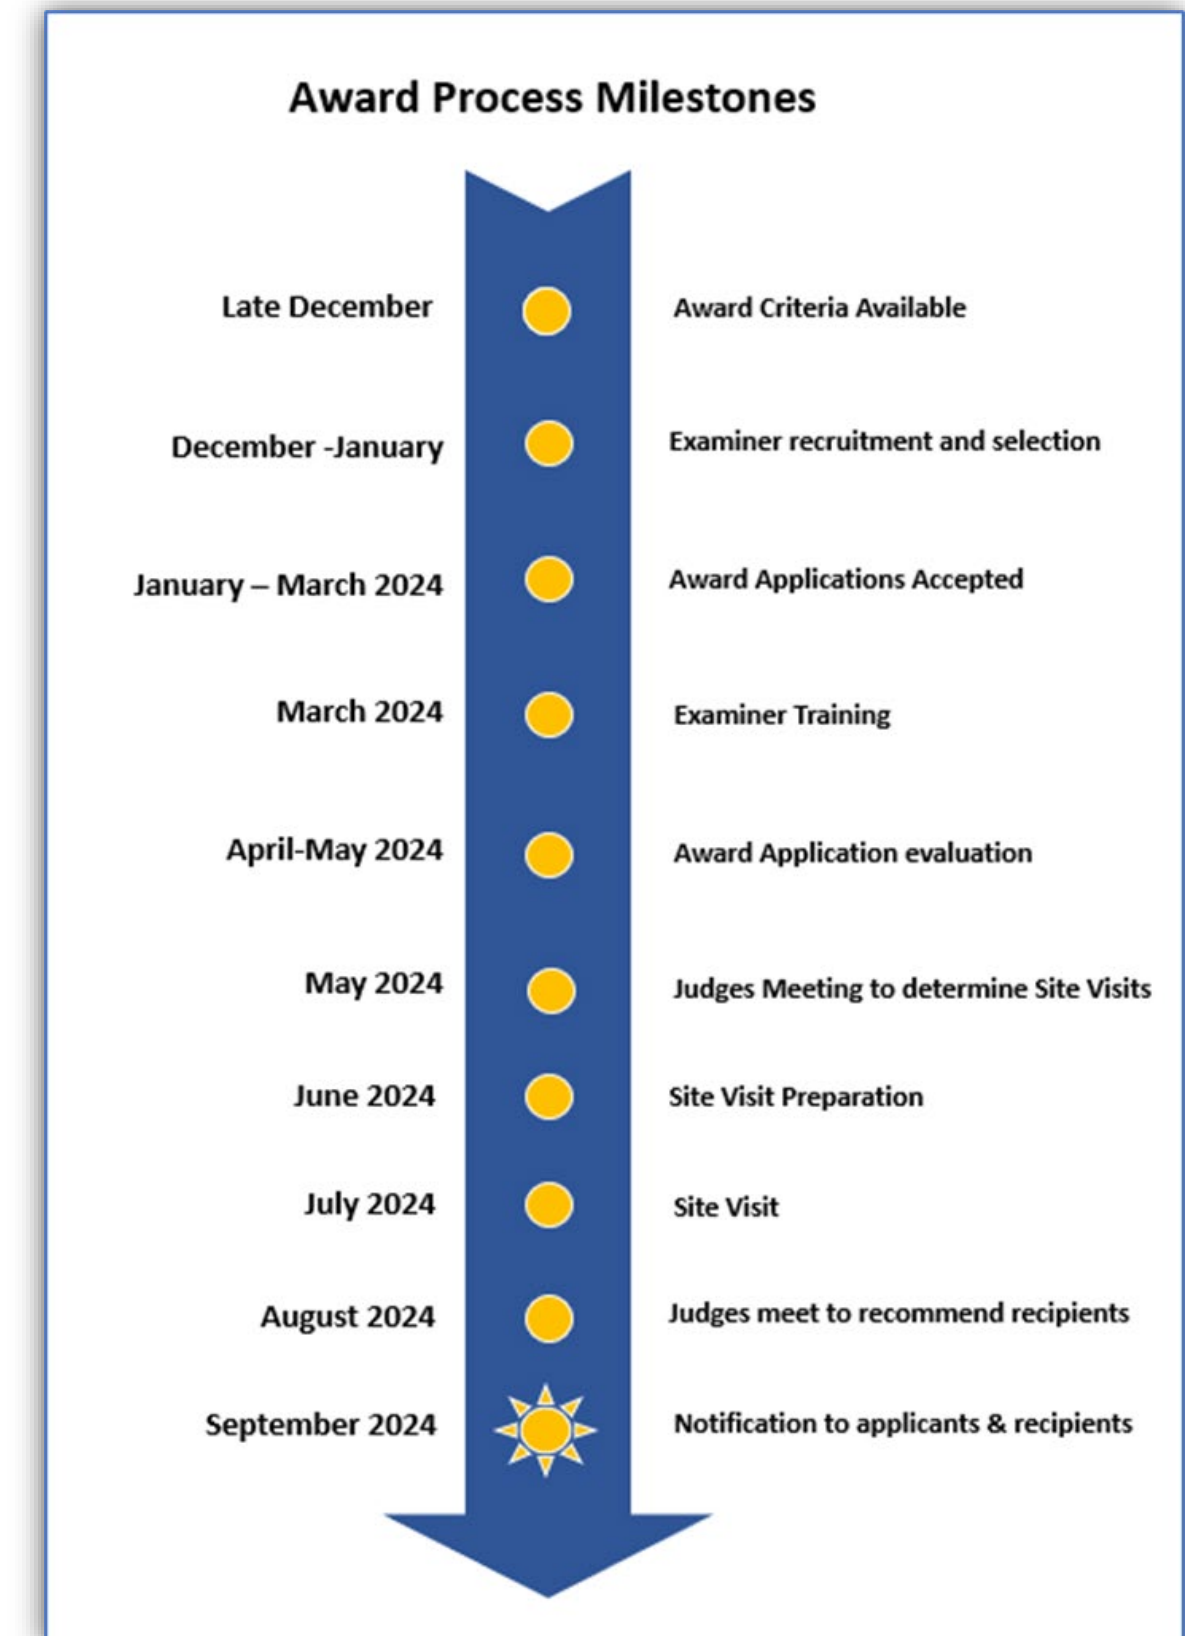 Award Process Milestones
Late December
Award Criteria Available
December -January
Examiner recruitment and selection
January – March 2024
Award Applications Accepted
March 2024
Examiner Training
April-May 2024
Award Application evaluation
May 2024
Judges Meeting to determine Site Visits
June 2024
Site Visit Preparation
July 2024
Site Visit
August 2024
Judges meet to recommend recipients
September 2024
Notification to applicants & recipients